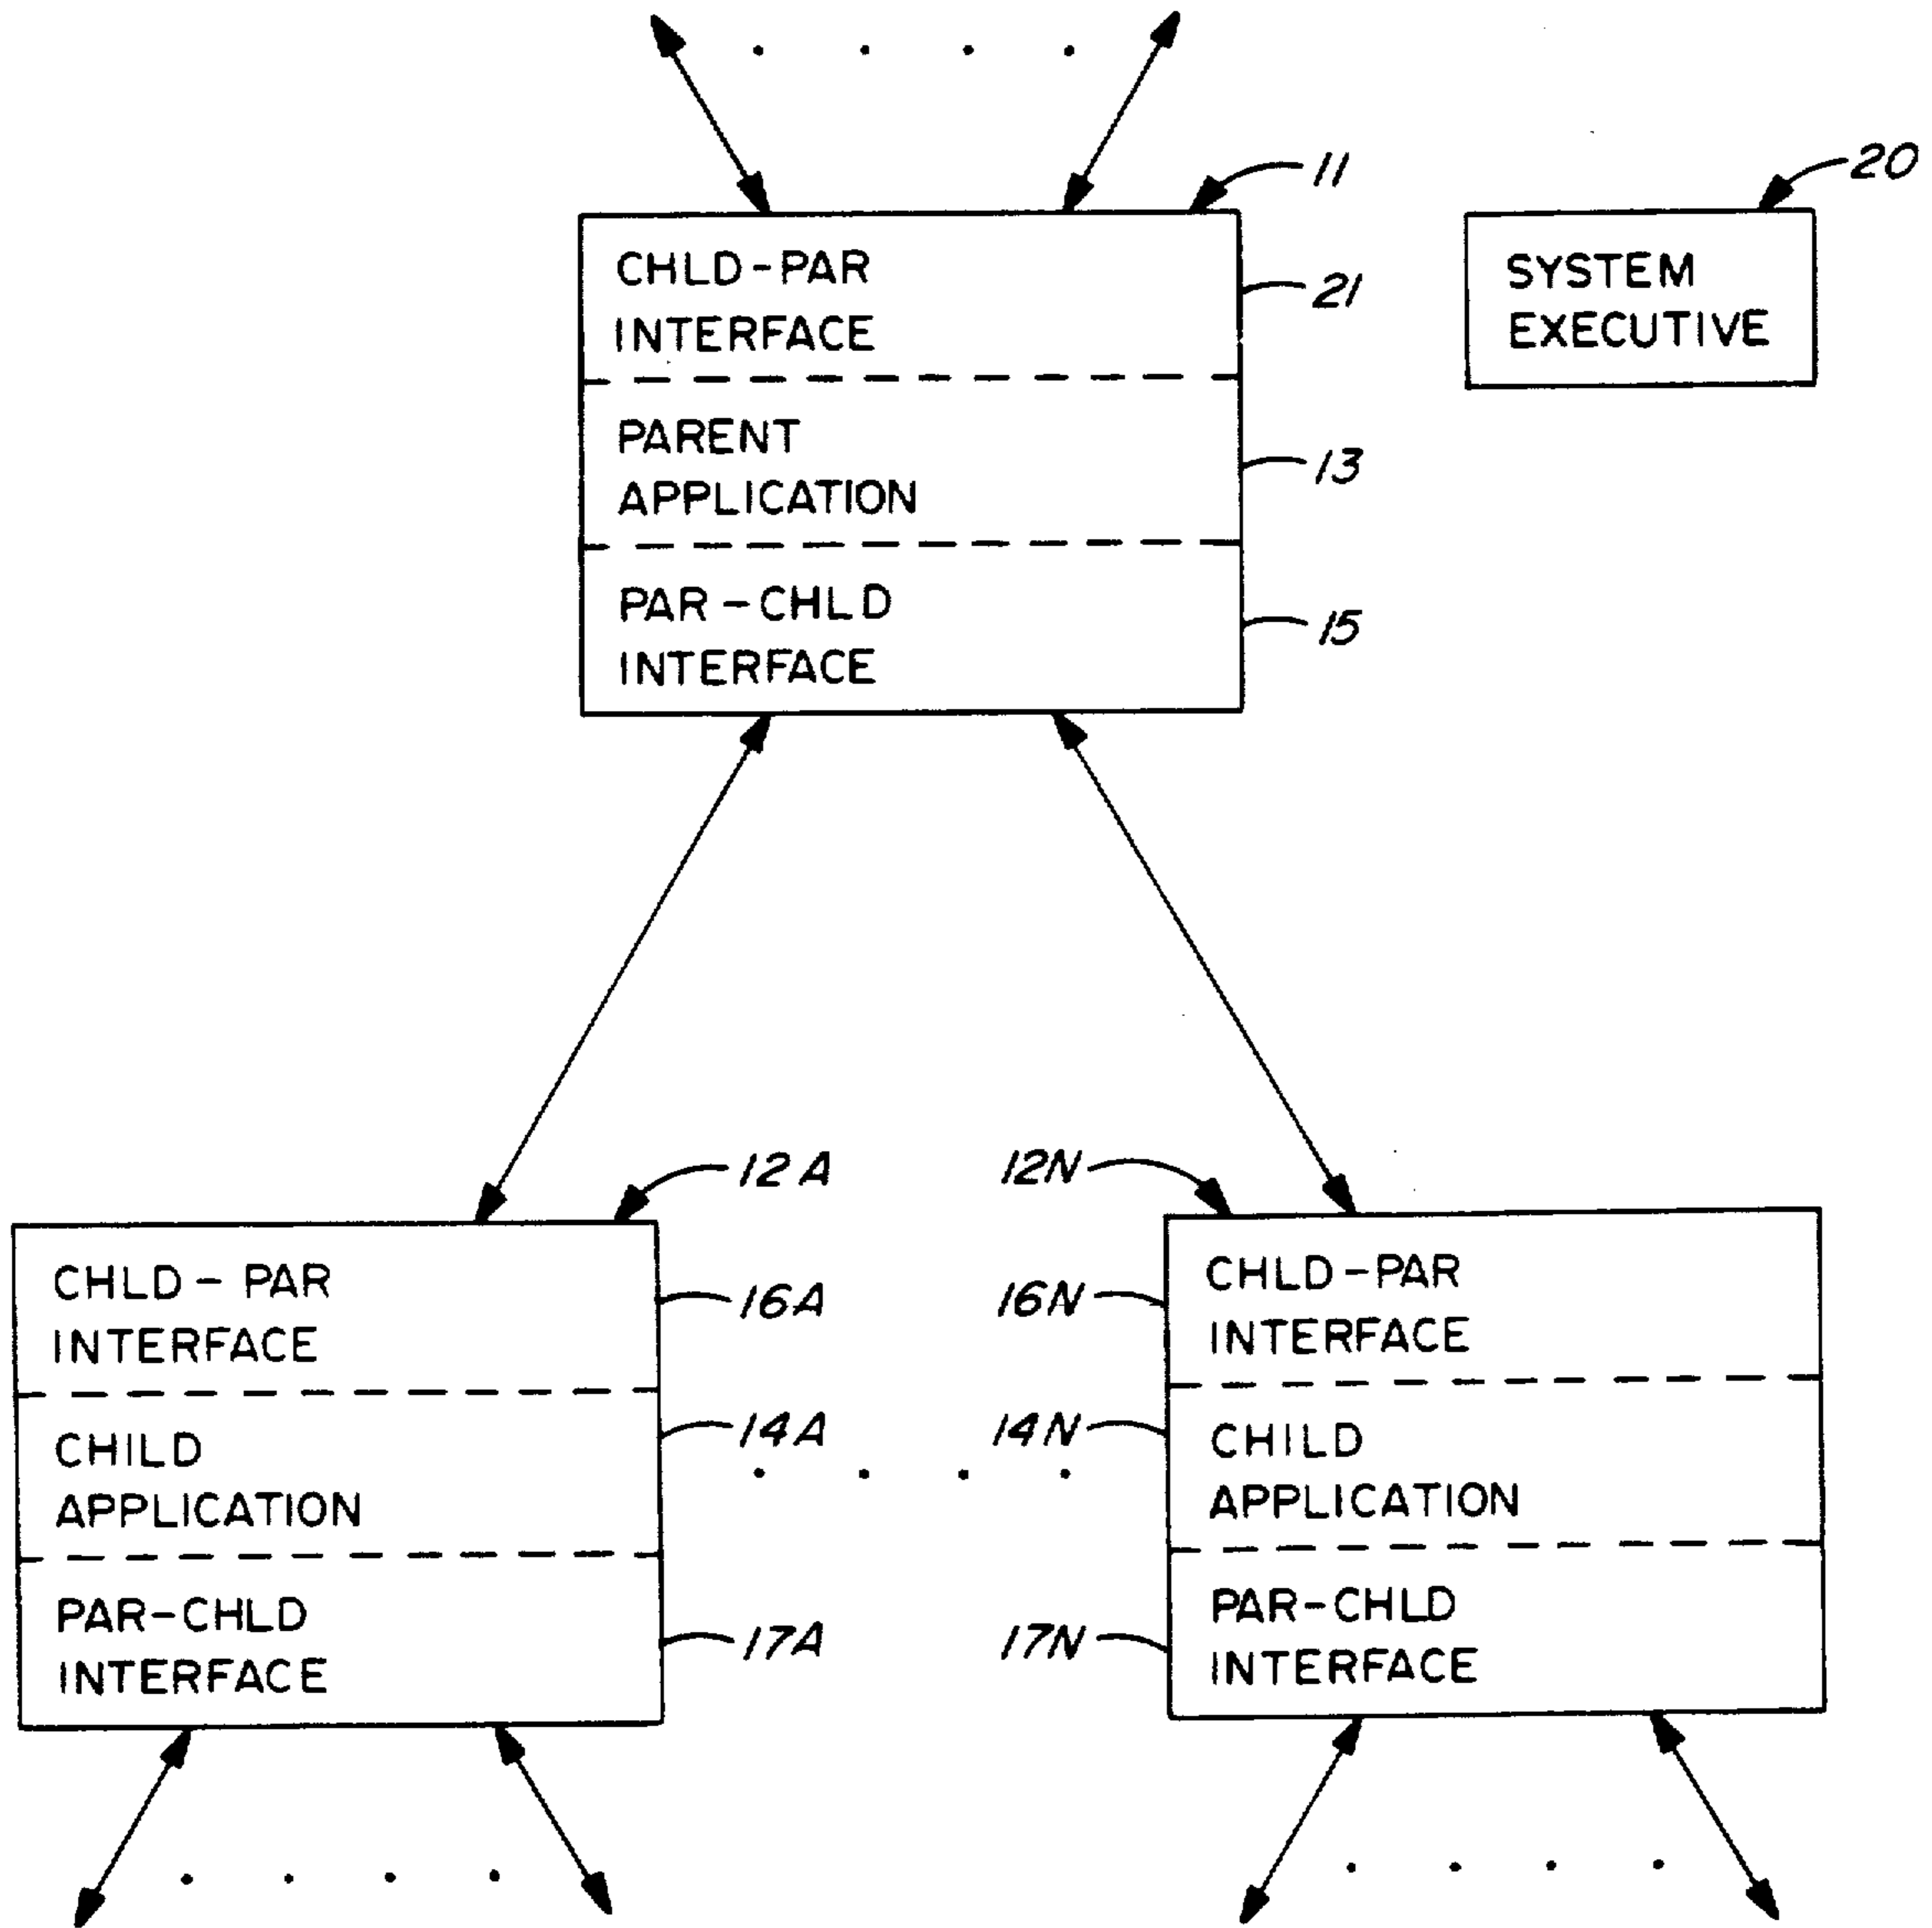 11
20
CHLD-PAR
INTERFACE
21
SYSTEM
EXECUTIVE
PARENT
APPLICATION
13
PAR-CHLD
INTERFACE
15
12A
12N
CHLD-PAR
INTERFACE
16A
16N
CHLD-PAR
INTERFACE
CHILD
APPLICATION
14A
14N
CHILD
APPLICATION
PAR-CHLD
INTERFACE
17A
17N
PAR-CHLD
INTERFACE